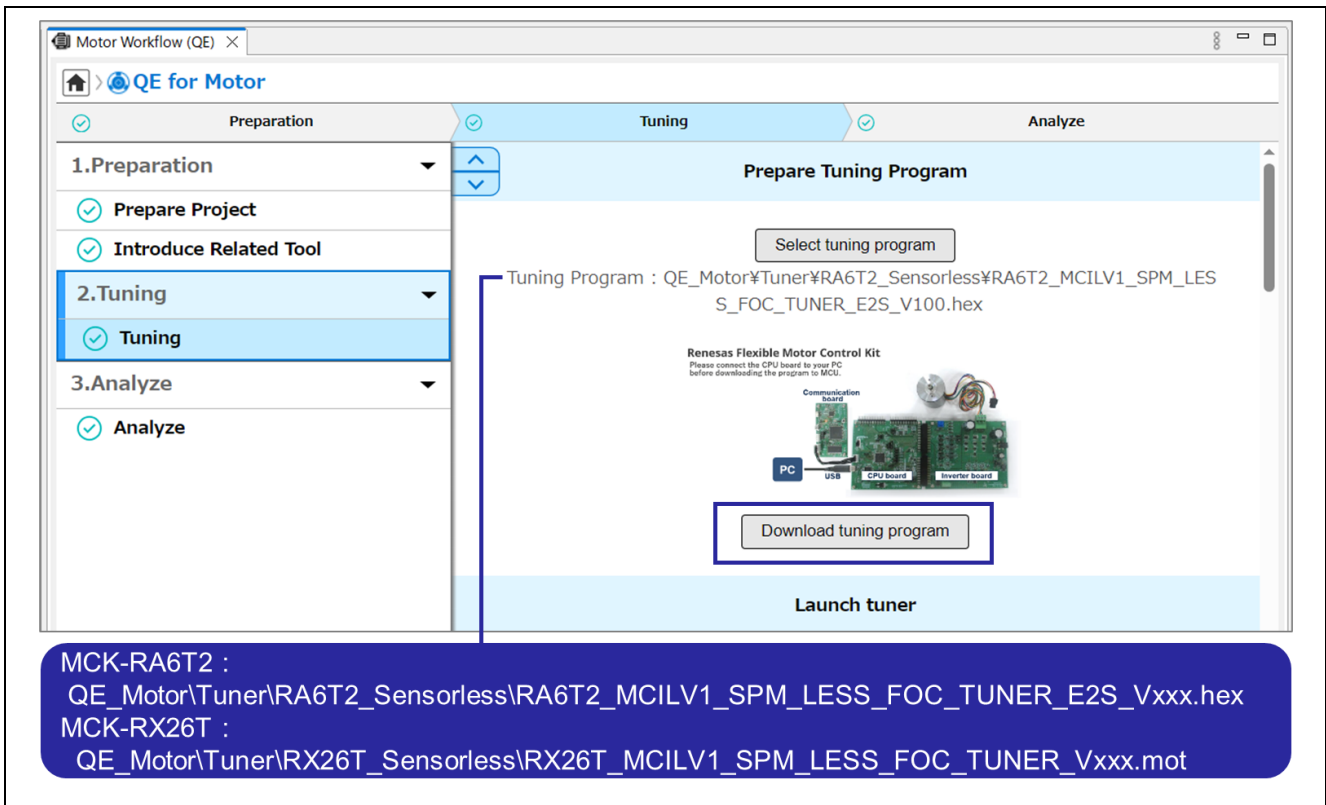 Motor Workflow (QE)
QE for Motor
Preparation
Tuning
Analyze
1.Preparation
Prepare Project
Introduce Related Tool
2.Tuning
Tuning
3.Analyze
Analyze
Prepare Tuning Program
Select tuning program
Tuning Program : QE_Motor¥Tuner¥RA6T2_Sensorless¥RA6T2_MCILV1_SPM_LES
S_FOC_TUNER_E2S_V100.hex
Renesas Flexible Motor Control Kit
Please connect the CPU board to your PC
before downloading the program to MCU.
Communication
board
PC
USB
CPU board
Inverter board
Download tuning program
Launch tuner
MCK-RA6T2 :
QE_Motor\Tuner\RA6T2_Sensorless\RA6T2_MCILV1_SPM_LESS_FOC_TUNER_E2S_Vxxx.hex
MCK-RX26T :
QE_Motor\Tuner\RX26T_Sensorless\RX26T_MCILV1_SPM_LESS_FOC_TUNER_Vxxx.mot